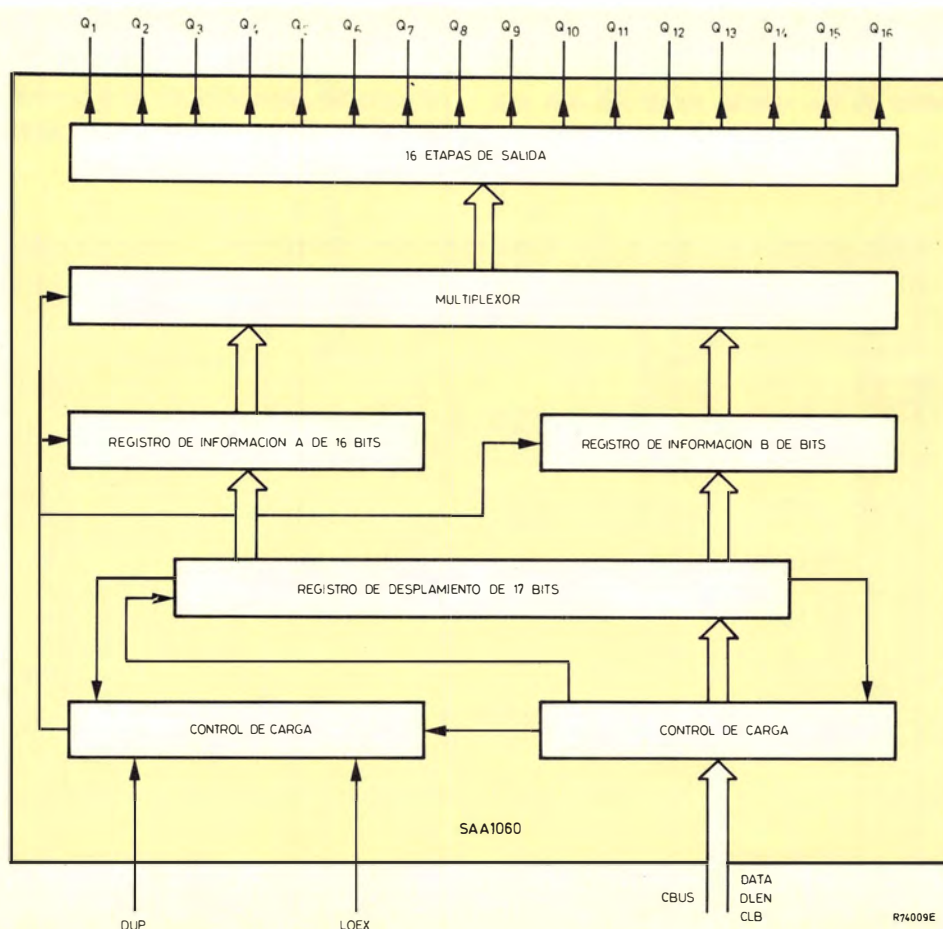 Q1 Q2 Q3 Q4 Q5 Q6 Q7 Q8 Q9 Q10 Q11 Q12 Q13 Q14 Q15 Q16
16 ETAPAS DE SALIDA
MULTIPLEXOR
REGISTRO DE INFORMACION A DE 16 BITS
REGISTRO DE INFORMACION B DE BITS
REGISTRO DE DESPLAMIENTO DE 17 BITS
CONTROL DE CARGA
CONTROL DE CARGA
SAA1060
DUP
LOEX
CBUS
DATA
DLEN
CLB
R74009E